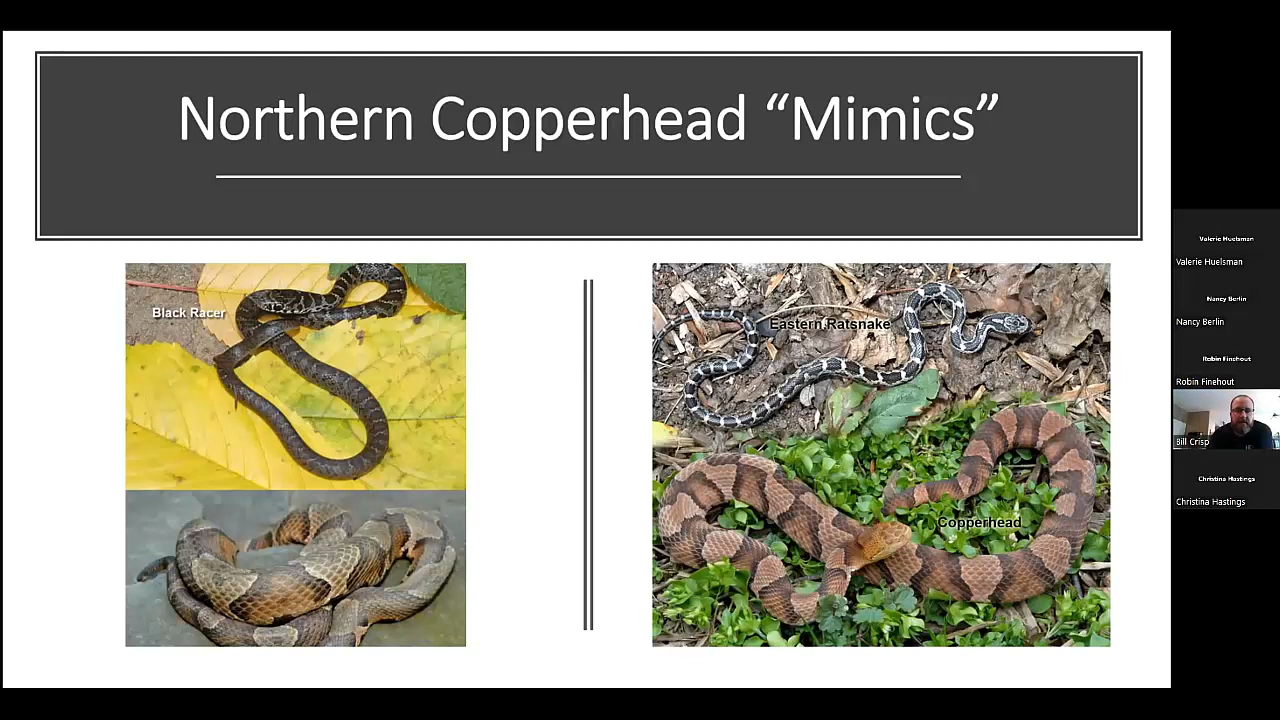 Northern Copperhead “Mimics”
Black Racer
Eastern Ratsnake
Copperhead
Valerie Huelsman
Valerie Huelsman
Nancy Berlin
Nancy Berlin
Robin Finehout
Robin Finehout
Bill Crisp
Christina Hastings
Christina Hastings